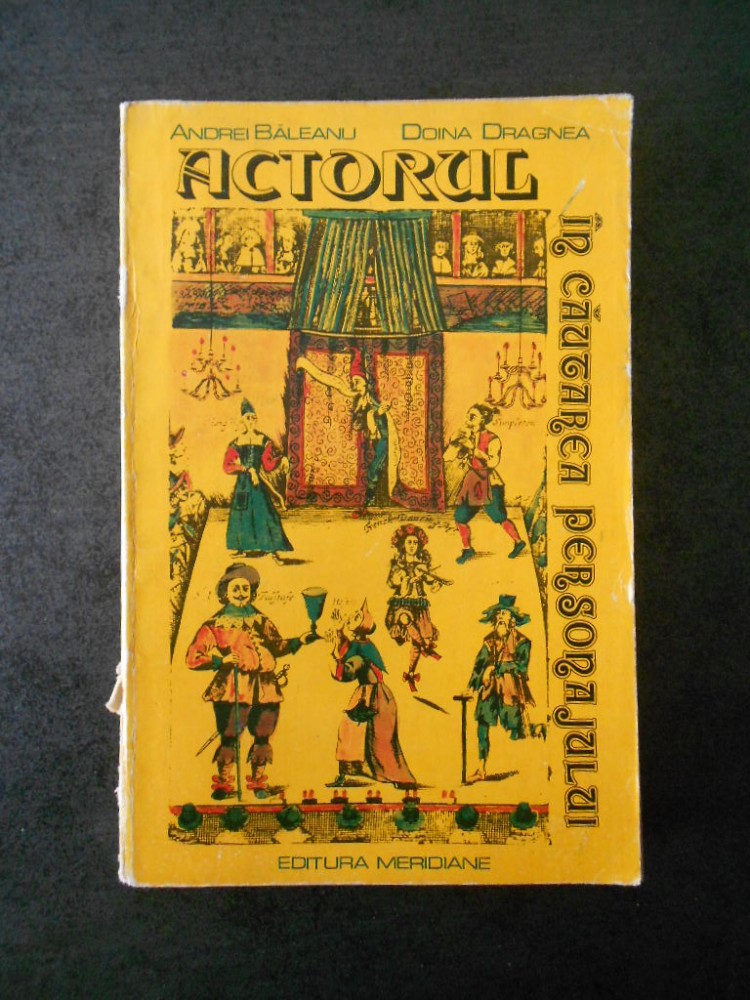 ANDREI BĂLEANU DOINA DRAGNEA
ACTORUL
ÎN CĂUTAREA PERSONAJULUI
EDITURA MERIDIANE